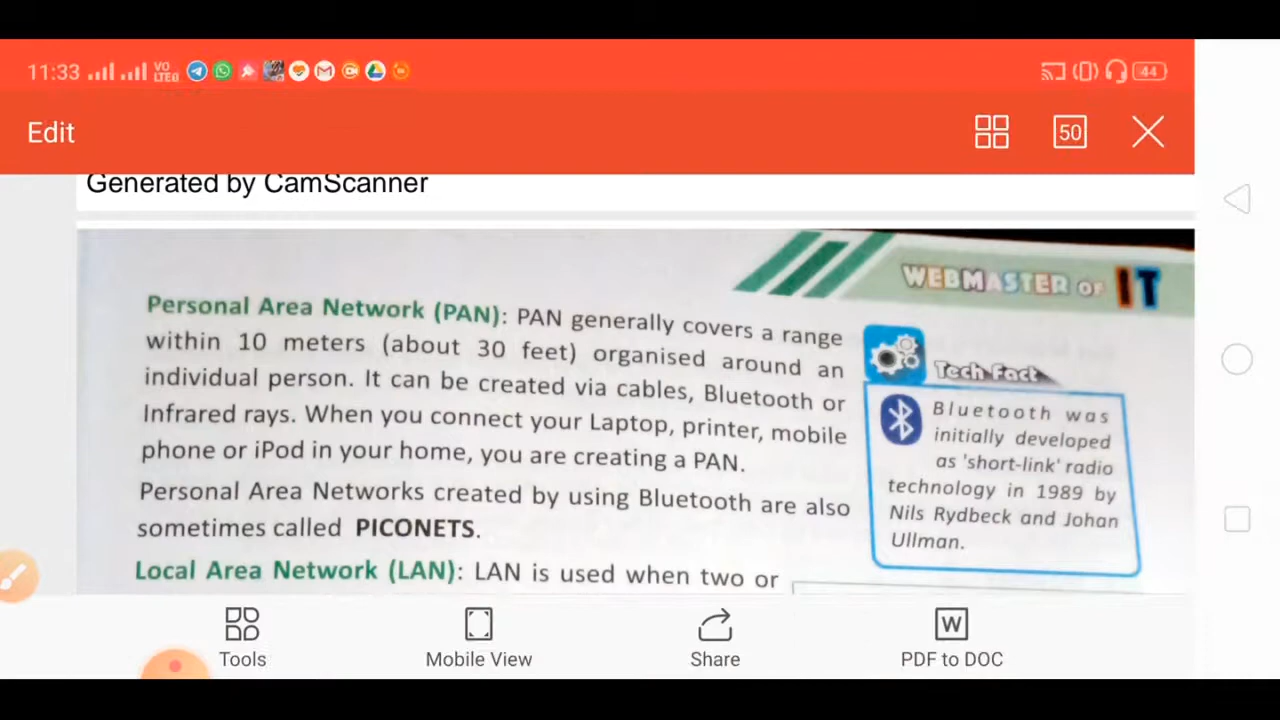 11:33 VO LTE 44
Edit 50
Generated by CamScanner
WEBMASTER OF IT
Personal Area Network (PAN): PAN generally covers a range
within 10 meters (about 30 feet) organised around an
individual person. It can be created via cables, Bluetooth or
Infrared rays. When you connect your Laptop, printer, mobile
phone or iPod in your home, you are creating a PAN.
Personal Area Networks created by using Bluetooth are also
sometimes called PICONETS.
Local Area Network (LAN): LAN is used when two or
Tech Fact
Bluetooth was
initially developed
as 'short-link' radio
technology in 1989 by
Nils Rydbeck and Johan
Ullman.
Tools Mobile View Share W PDF to DOC